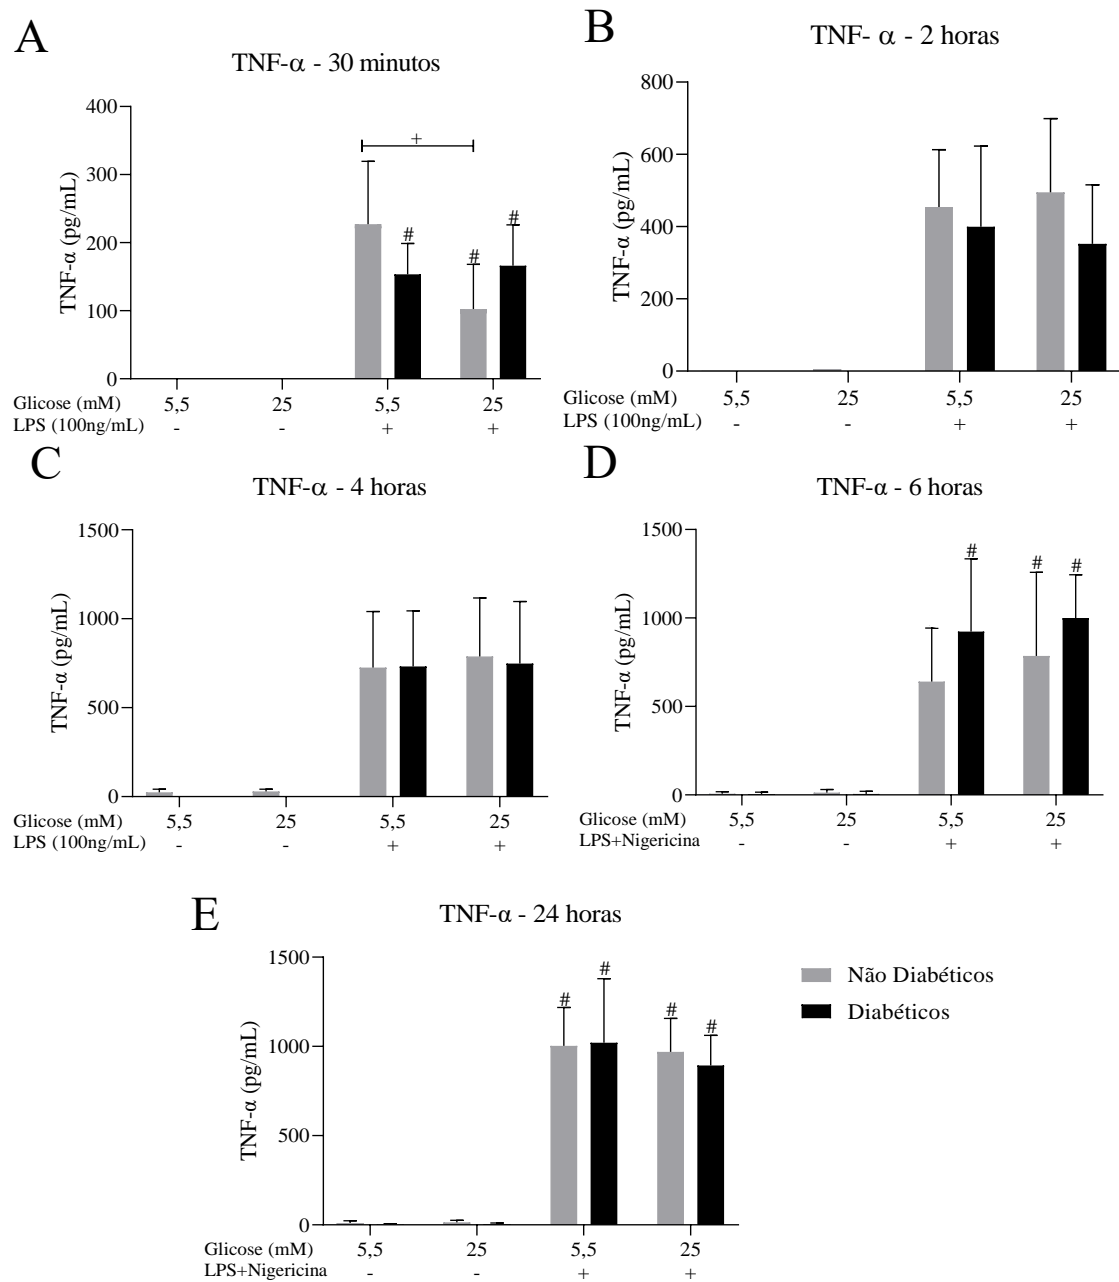 A
TNF-α - 30 minutos
400
300
200
100
0
TNF-α (pg/mL)
+
#
#
#
Glicose (mM) 5,5 25 5,5 25
LPS (100ng/mL) - - + +
B
TNF- α - 2 horas
800
600
400
200
0
TNF-α (pg/mL)
Glicose (mM) 5,5 25 5,5 25
LPS (100ng/mL) - - + +
C
TNF-α - 4 horas
1500
1000
500
0
TNF-α (pg/mL)
Glicose (mM) 5,5 25 5,5 25
LPS (100ng/mL) - - + +
D
TNF-α - 6 horas
1500
1000
500
0
TNF-α (pg/mL)
#
#
#
Glicose (mM) 5,5 25 5,5 25
LPS+Nigericina - - + +
E
TNF-α - 24 horas
1500
1000
500
0
TNF-α (pg/mL)
#
#
#
#
Glicose (mM) 5,5 25 5,5 25
LPS+Nigericina - - + +
Não Diabéticos
Diabéticos